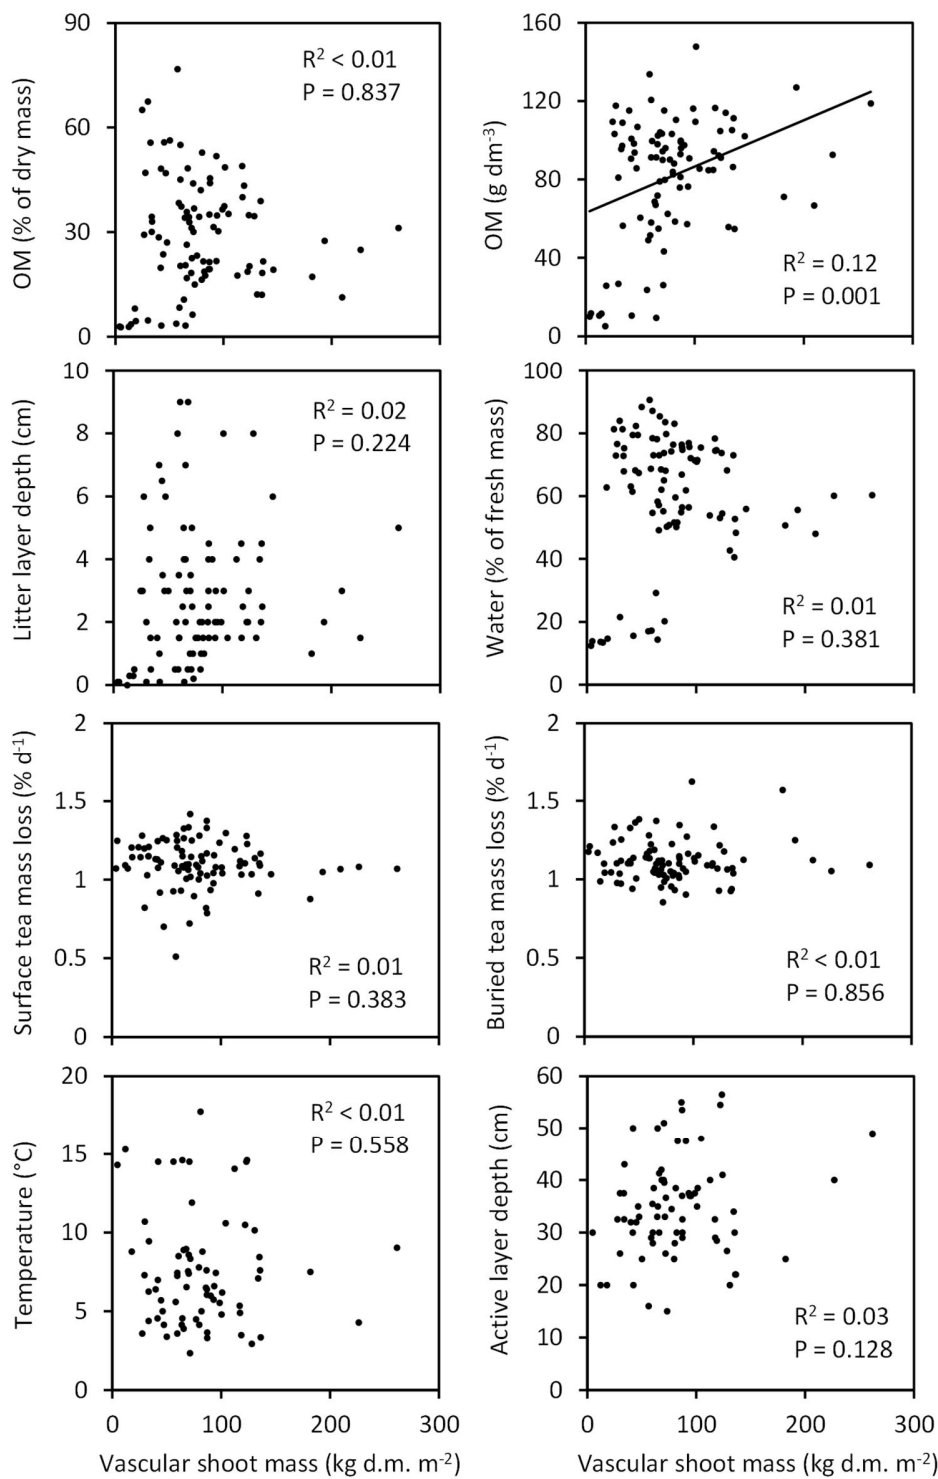 90
60
30
0
OM (% of dry mass)
R² < 0.01
P = 0.837
160
120
80
40
0
OM (g dm⁻³)
R² = 0.12
P = 0.001
10
8
6
4
2
0
Litter layer depth (cm)
R² = 0.02
P = 0.224
100
80
60
40
20
0
Water (% of fresh mass)
R² = 0.01
P = 0.381
2
1.5
1
0.5
0
Surface tea mass loss (% d⁻¹)
R² = 0.01
P = 0.383
2
1.5
1
0.5
0
Buried tea mass loss (% d⁻¹)
R² < 0.01
P = 0.856
20
15
10
5
0
Temperature (°C)
R² < 0.01
P = 0.558
0 100 200 300
Vascular shoot mass (kg d.m. m⁻²)
60
50
40
30
20
10
0
Active layer depth (cm)
R² = 0.03
P = 0.128
0 100 200 300
Vascular shoot mass (kg d.m. m⁻²)